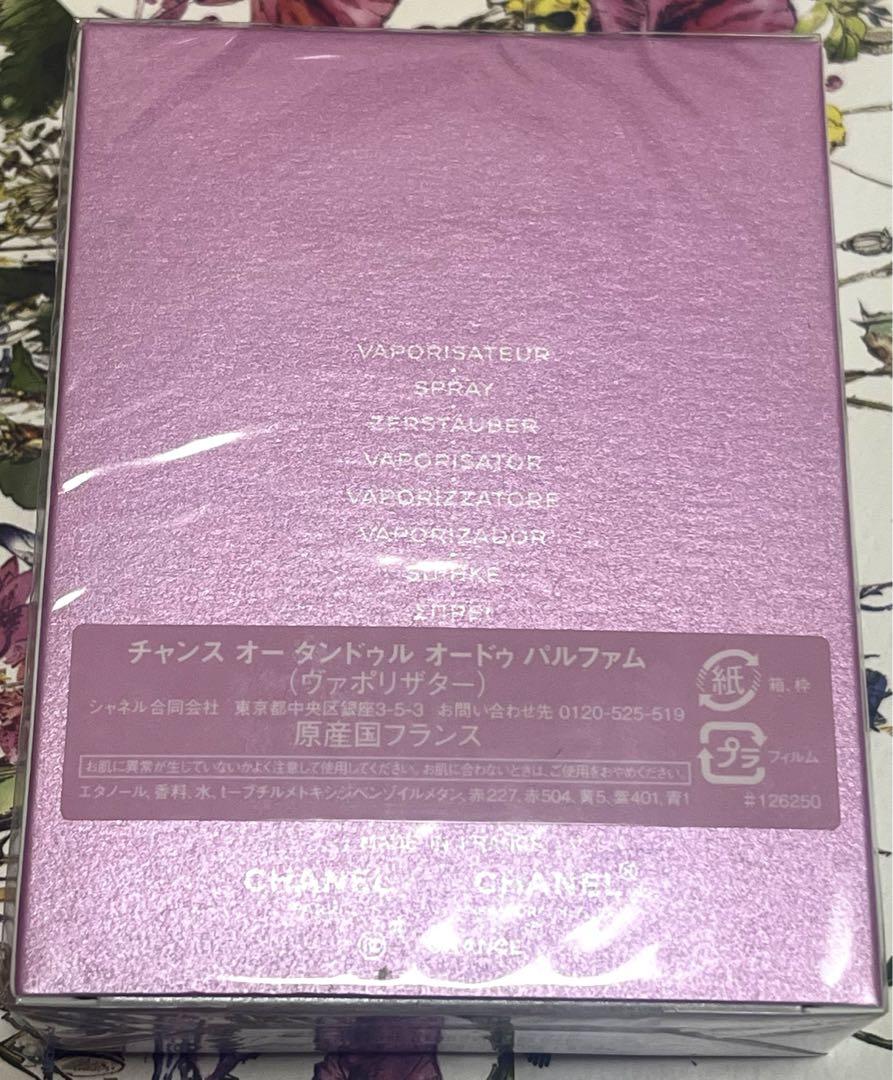 VAPORISATEUR
SPRAY
ZERSTÄUBER
VAPORISATOR
VAPORIZZATORE
VAPORIZADOR
ΣΠΡΕΪ
チャンス オー タンドゥル オードゥ パルファム
(ヴァポリザター)
シャネル合同会社 東京都中央区銀座3-5-3 お問い合わせ先 0120-525-519
原産国フランス
お肌に異常が生じていないかよく注意して使用してください。お肌に合わないときは、ご使用をおやめください。
エタノール、香料、水、t-ブチルメトキシジベンゾイルメタン、赤227、赤504、黄5、紫401、青1 #126250
紙 箱、枠
プラ フィルム
MADE IN FRANCE
CHANEL CHANEL®